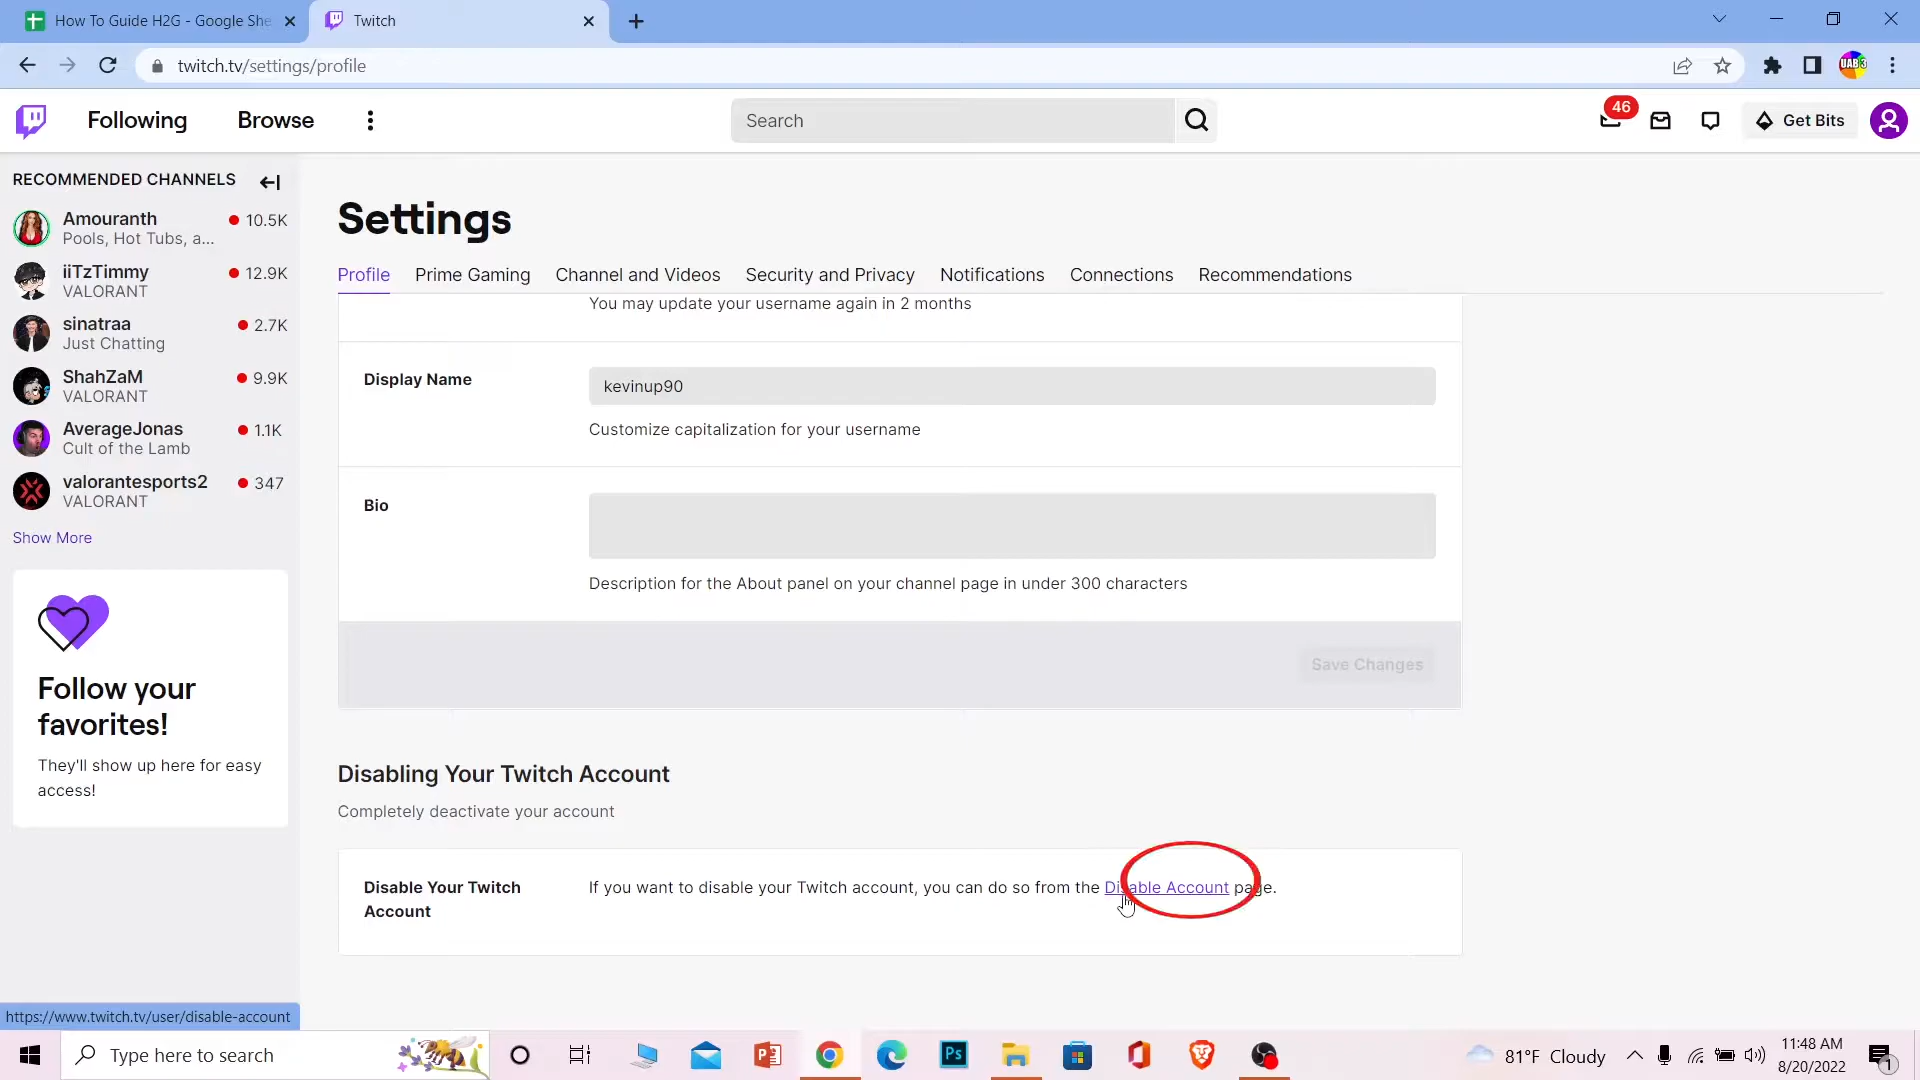 How To Guide H2G - Google She
Twitch
twitch.tv/settings/profile
UAB 3
Following
Browse
Search
46
Get Bits
RECOMMENDED CHANNELS
Amouranth
10.5K
Pools, Hot Tubs, a...
iiTzTimmy
12.9K
VALORANT
sinatraa
2.7K
Just Chatting
ShahZaM
9.9K
VALORANT
AverageJonas
1.1K
Cult of the Lamb
valorantesports2
347
VALORANT
Show More
Follow your
favorites!
They'll show up here for easy
access!
Settings
Profile
Prime Gaming
Channel and Videos
Security and Privacy
Notifications
Connections
Recommendations
You may update your username again in 2 months
Display Name
kevinup90
Customize capitalization for your username
Bio
Description for the About panel on your channel page in under 300 characters
Save Changes
Disabling Your Twitch Account
Completely deactivate your account
Disable Your Twitch
Account
If you want to disable your Twitch account, you can do so from the Disable Account page.
https://www.twitch.tv/user/disable-account
Type here to search
Ps
81°F Cloudy
11:48 AM
8/20/2022
1